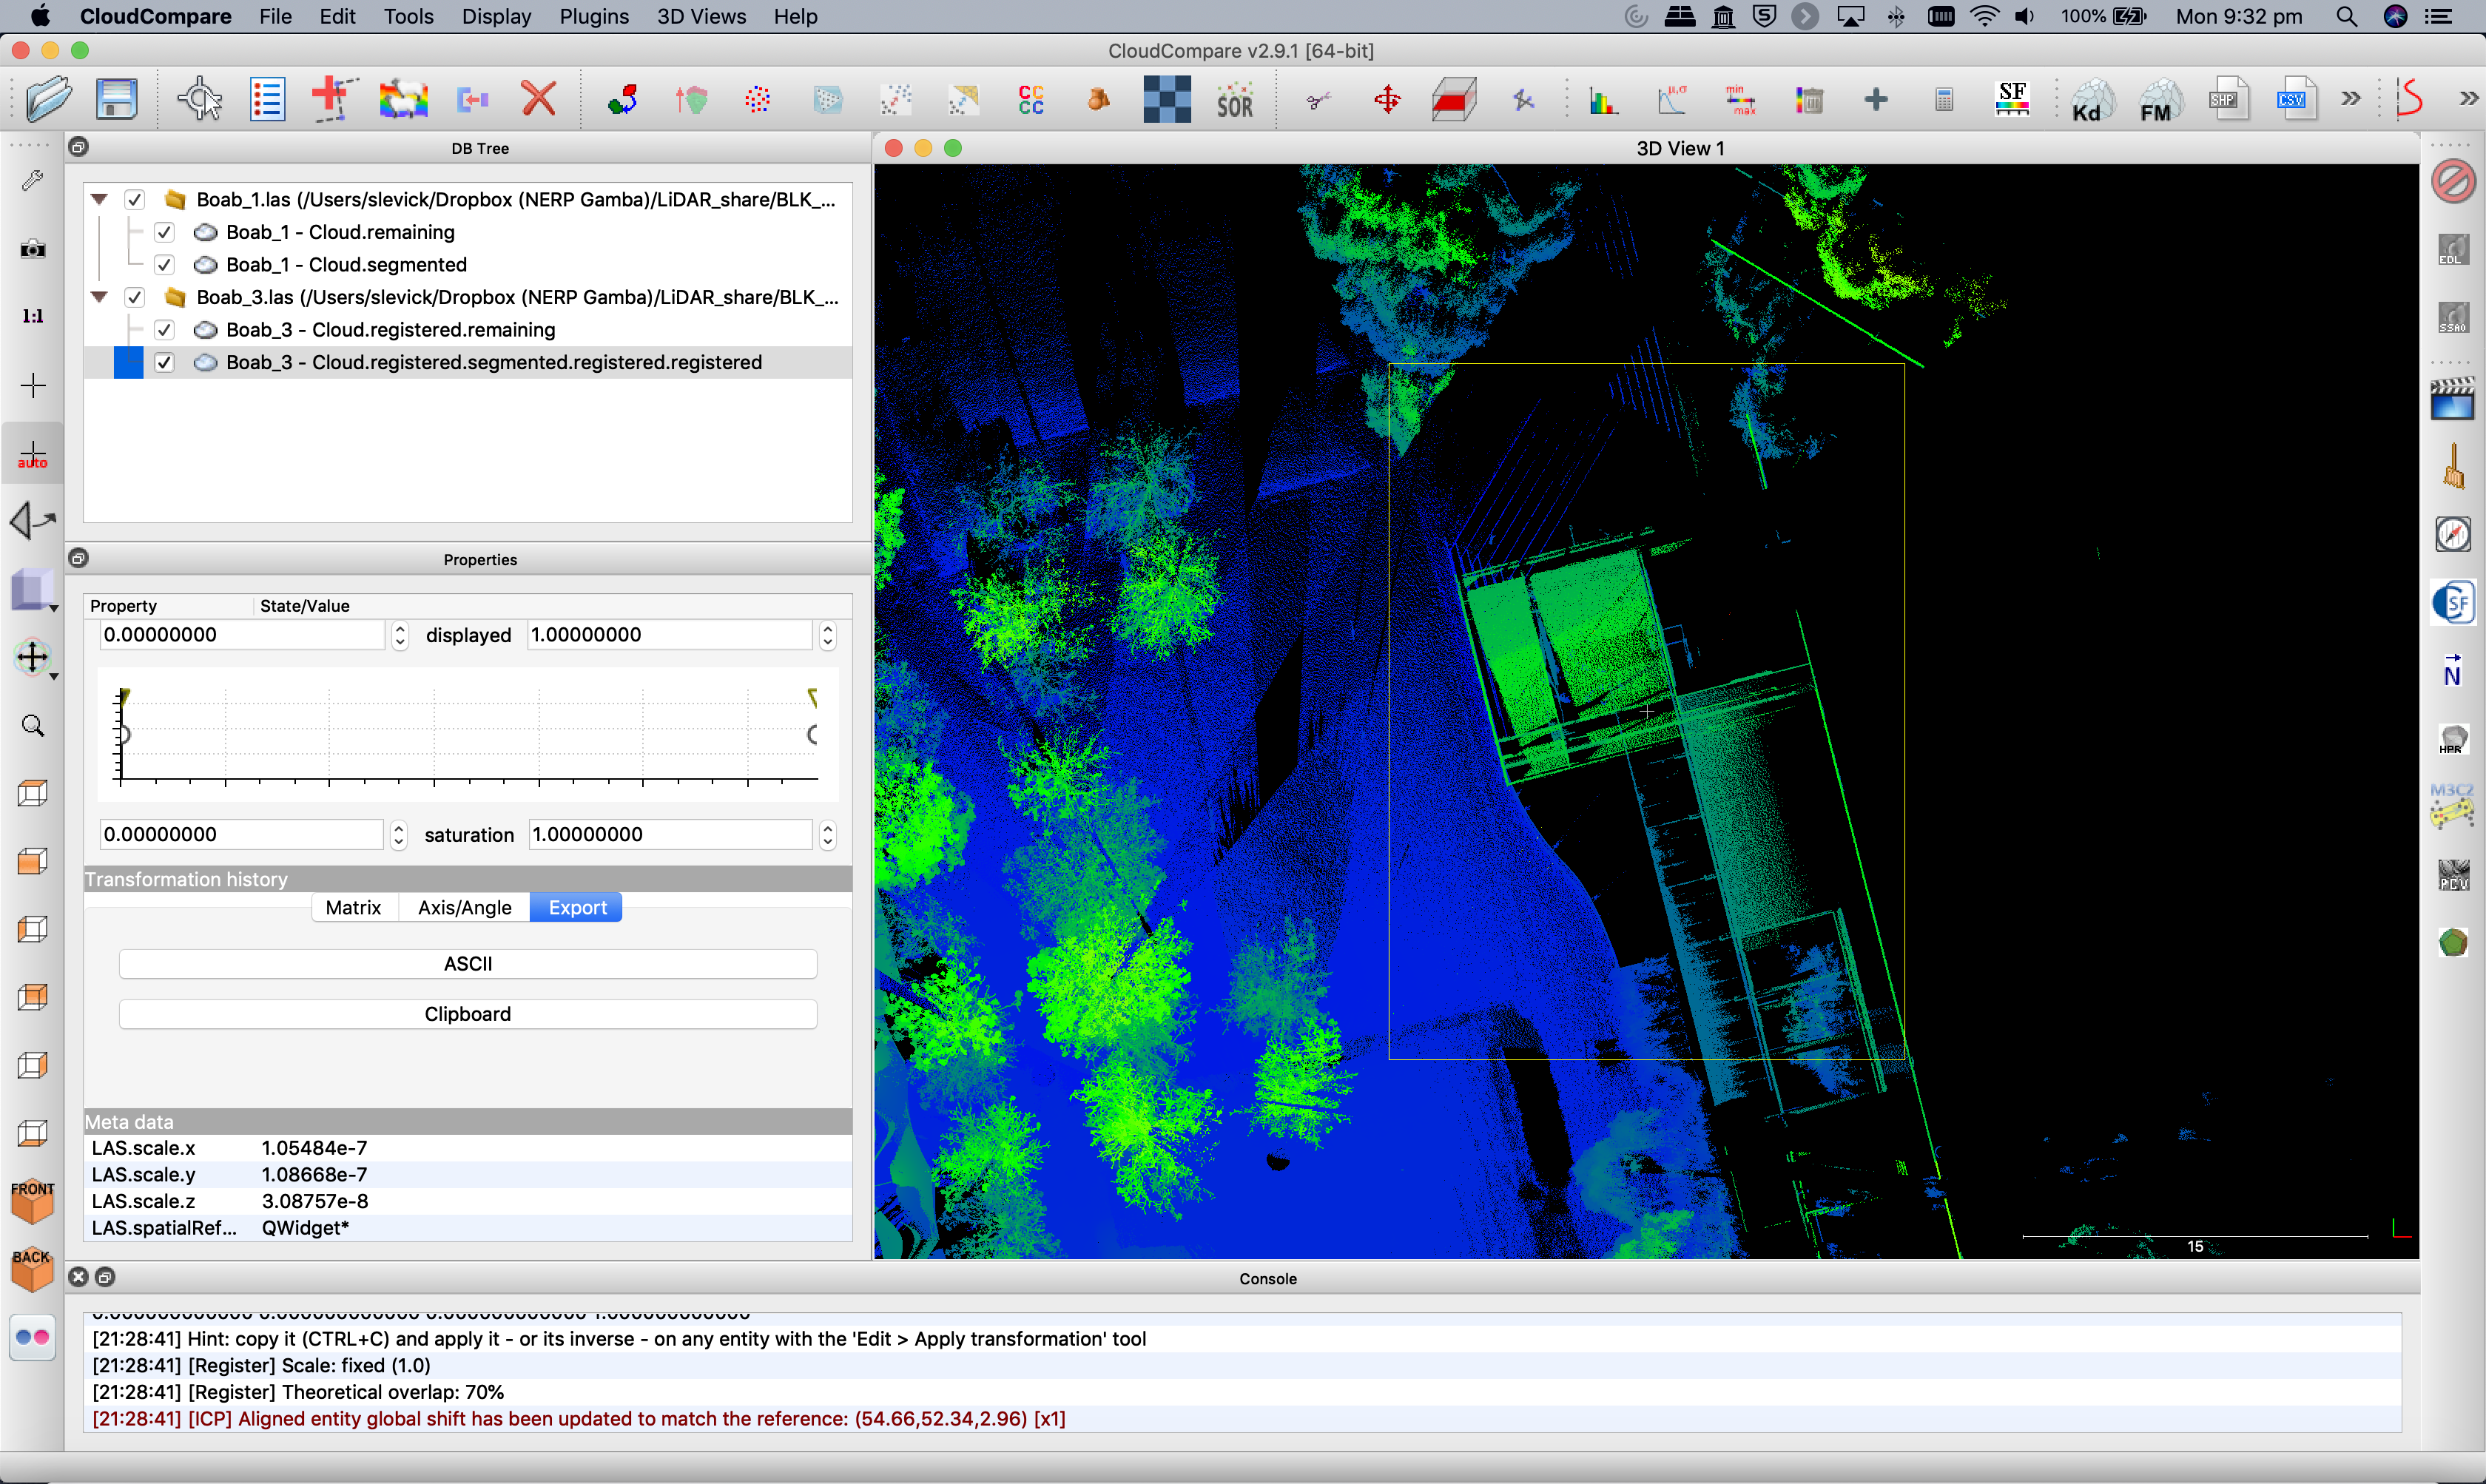 CloudCompare File Edit Tools Display Plugins 3D Views Help 100% Mon 9:32 pm
CloudCompare v2.9.1 [64-bit]
CC
CC
SOR
μ,σ
min
max
SF
Kd
FM
SHP
CSV
DB Tree
3D View 1
Boab_1.las (/Users/slevick/Dropbox (NERP Gamba)/LiDAR_share/BLK_...
Boab_1 - Cloud.remaining
Boab_1 - Cloud.segmented
Boab_3.las (/Users/slevick/Dropbox (NERP Gamba)/LiDAR_share/BLK_...
Boab_3 - Cloud.registered.remaining
Boab_3 - Cloud.registered.segmented.registered.registered
1:1
auto
EDL
SSAO
Properties
Property State/Value
0.00000000 displayed 1.00000000
0.00000000 saturation 1.00000000
Transformation history
Matrix Axis/Angle Export
ASCII
Clipboard
Meta data
LAS.scale.x 1.05484e-7
LAS.scale.y 1.08668e-7
LAS.scale.z 3.08757e-8
LAS.spatialRef... QWidget*
FRONT
BACK
SF
N
HPR
M3C2
PCV
15
Console
[21:28:41] Hint: copy it (CTRL+C) and apply it - or its inverse - on any entity with the 'Edit > Apply transformation' tool
[21:28:41] [Register] Scale: fixed (1.0)
[21:28:41] [Register] Theoretical overlap: 70%
[21:28:41] [ICP] Aligned entity global shift has been updated to match the reference: (54.66,52.34,2.96) [x1]